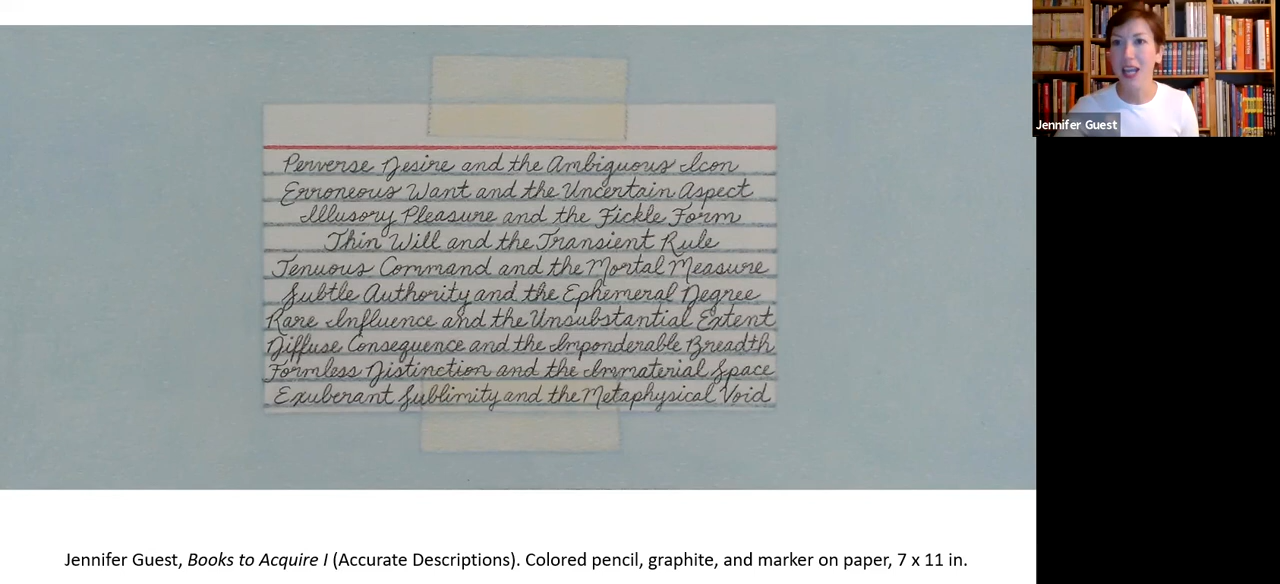 Jennifer Guest
Perverse Desire and the Ambiguous Icon
Erroneous Want and the Uncertain Aspect
Illusory Pleasure and the Fickle Form
Thin Will and the Transient Rule
Tenuous Command and the Mortal Measure
Subtle Authority and the Ephemeral Degree
Rare Influence and the Unsubstantial Extent
Diffuse Consequence and the Imponderable Breadth
Formless Distinction and the Immaterial Space
Exuberant Sublimity and the Metaphysical Void
Jennifer Guest, Books to Acquire I (Accurate Descriptions). Colored pencil, graphite, and marker on paper, 7 x 11 in.